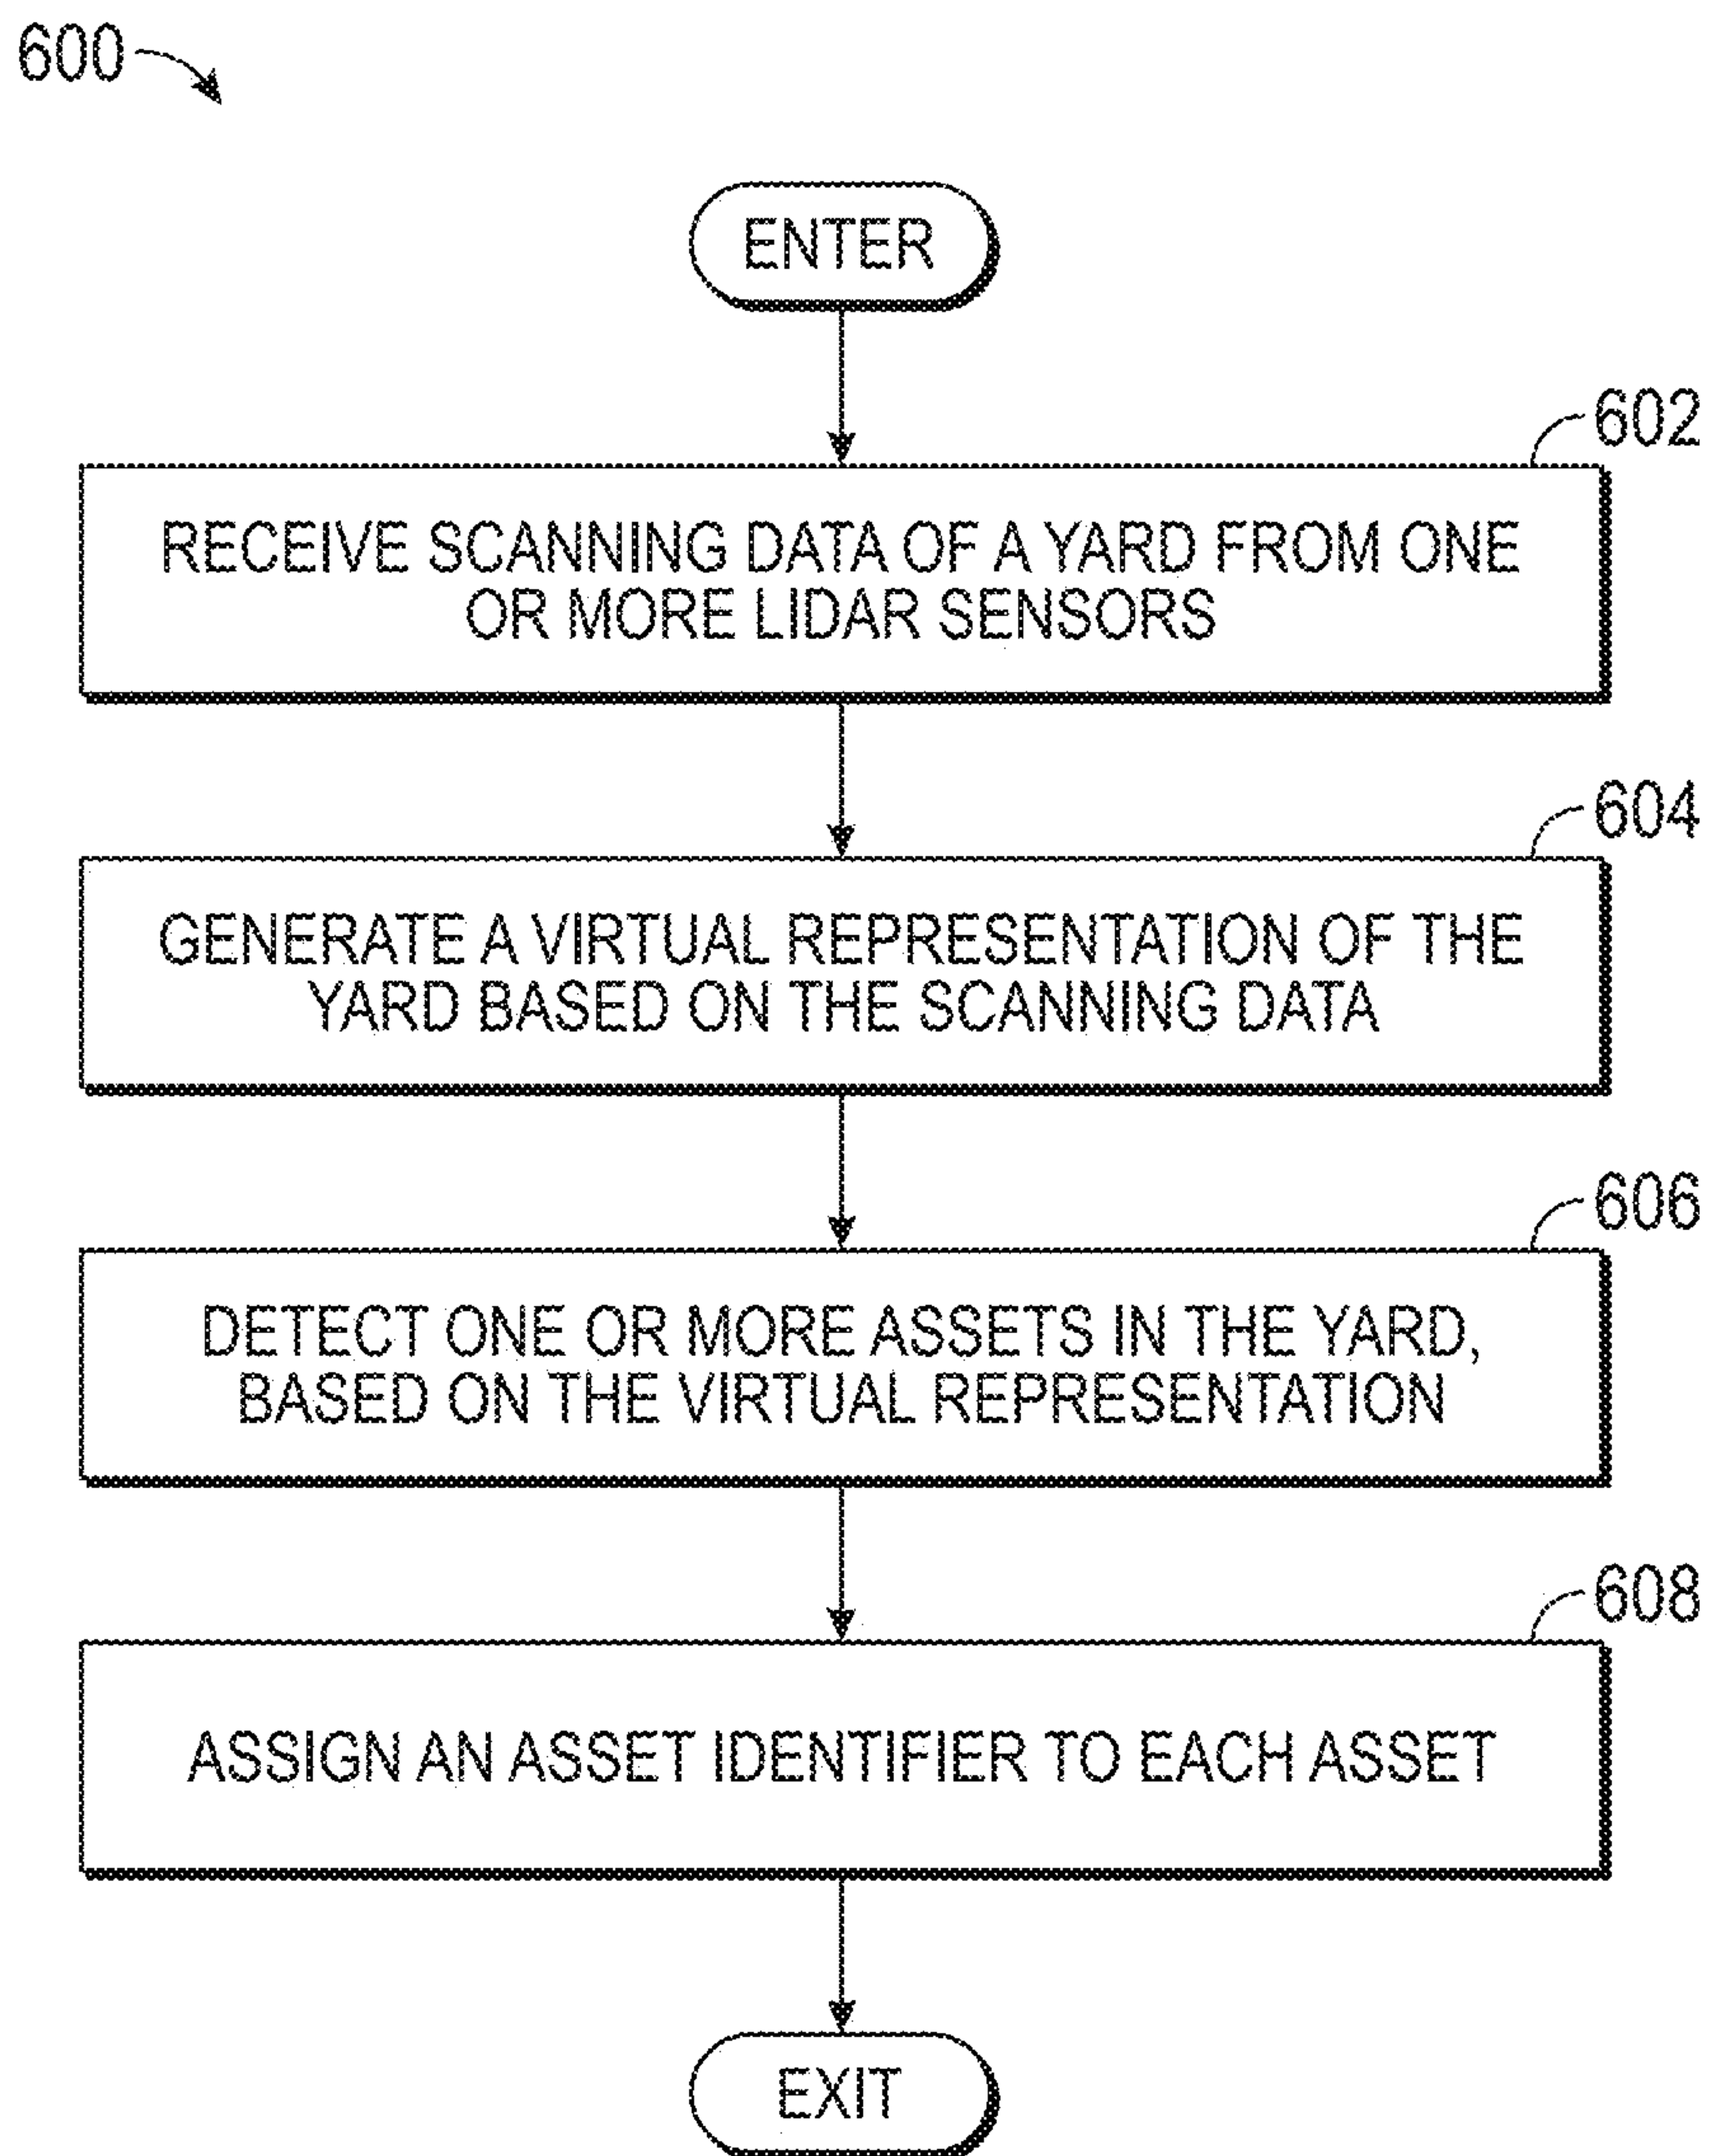 600
ENTER
602
RECEIVE SCANNING DATA OF A YARD FROM ONE
OR MORE LIDAR SENSORS
604
GENERATE A VIRTUAL REPRESENTATION OF THE
YARD BASED ON THE SCANNING DATA
606
DETECT ONE OR MORE ASSETS IN THE YARD,
BASED ON THE VIRTUAL REPRESENTATION
608
ASSIGN AN ASSET IDENTIFIER TO EACH ASSET
EXIT